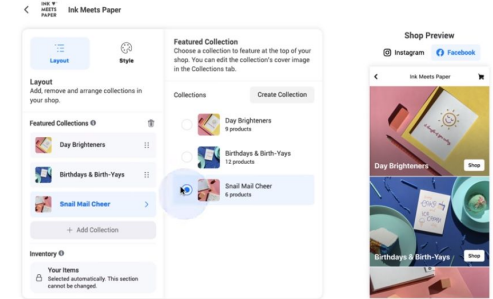 INK ▼
MEETS
PAPER
Ink Meets Paper
Layout
Style
Layout
Add, remove and arrange collections in
your shop.
Featured Collections
Day Brighteners
Birthdays & Birth-Yays
Snail Mail Cheer
+ Add Collection
Inventory
Your Items
Selected automatically. This section
cannot be changed.
Featured Collection
Choose a collection to feature at the top of your
shop. You can edit the collection's cover image
in the Collections tab.
Collections
Create Collection
Day Brighteners
9 products
Birthdays & Birth-Yays
12 products
Snail Mail Cheer
6 products
Shop Preview
Instagram
Facebook
Ink Meets Paper
Day Brighteners
Shop
Birthdays & Birth-Yays
Shop